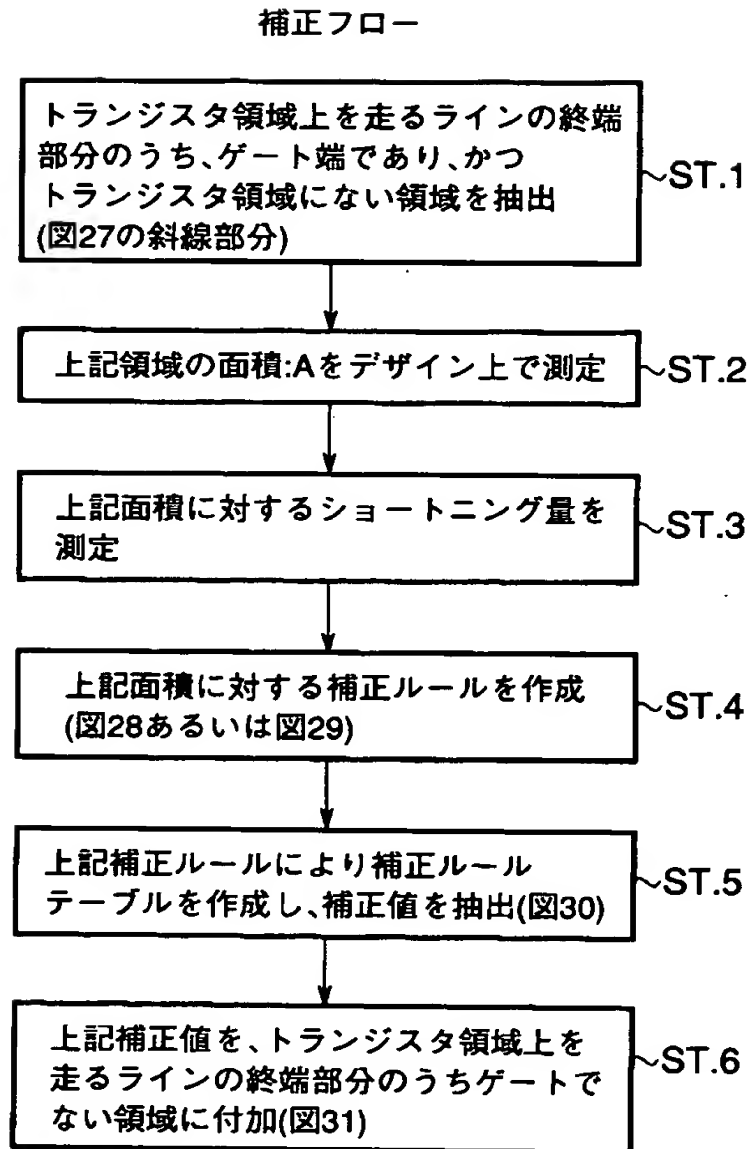 補正フロー
トランジスタ領域上を走るラインの終端
部分のうち、ゲート端であり、かつ
トランジスタ領域にない領域を抽出
(図27の斜線部分)
~ST.1
上記領域の面積:Aをデザイン上で測定
~ST.2
上記面積に対するショートニング量を
測定
~ST.3
上記面積に対する補正ルールを作成
(図28あるいは図29)
~ST.4
上記補正ルールにより補正ルール
テーブルを作成し、補正値を抽出(図30)
~ST.5
上記補正値を、トランジスタ領域上を
走るラインの終端部分のうちゲートで
ない領域に付加(図31)
~ST.6